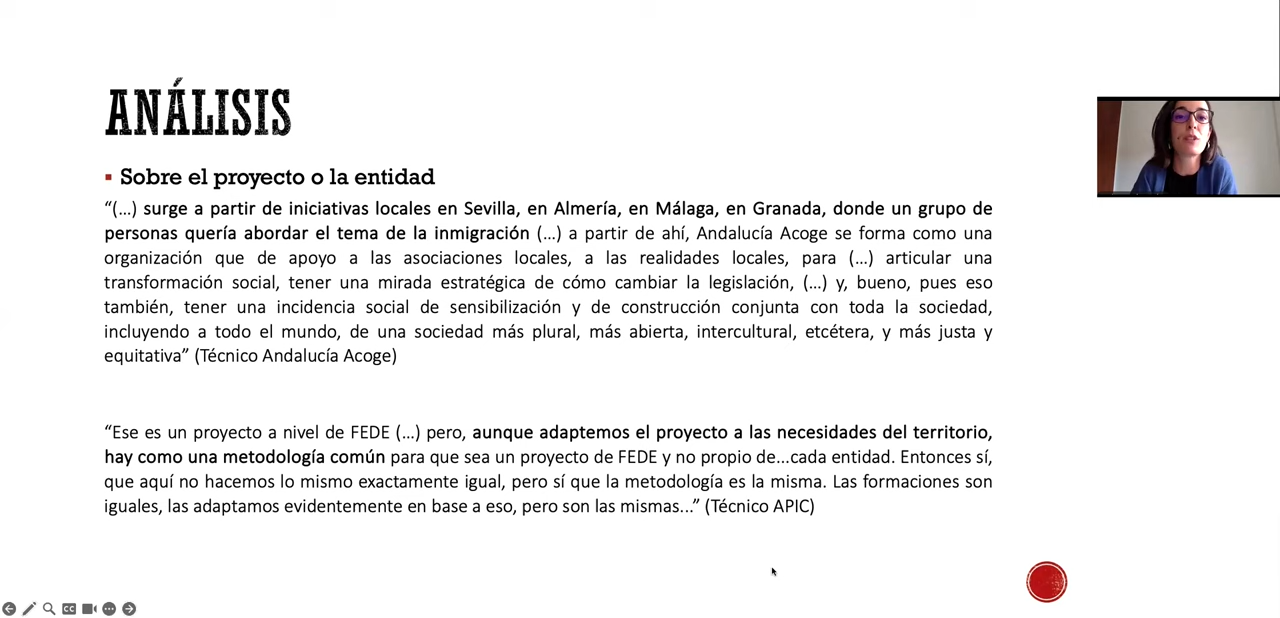 ANÁLISIS
▪ Sobre el proyecto o la entidad
“(…) surge a partir de iniciativas locales en Sevilla, en Almería, en Málaga, en Granada, donde un grupo de
personas quería abordar el tema de la inmigración (…) a partir de ahí, Andalucía Acoge se forma como una
organización que de apoyo a las asociaciones locales, a las realidades locales, para (…) articular una
transformación social, tener una mirada estratégica de cómo cambiar la legislación, (…) y, bueno, pues eso
también, tener una incidencia social de sensibilización y de construcción conjunta con toda la sociedad,
incluyendo a todo el mundo, de una sociedad más plural, más abierta, intercultural, etcétera, y más justa y
equitativa” (Técnico Andalucía Acoge)
“Ese es un proyecto a nivel de FEDE (…) pero, aunque adaptemos el proyecto a las necesidades del territorio,
hay como una metodología común para que sea un proyecto de FEDE y no propio de...cada entidad. Entonces sí,
que aquí no hacemos lo mismo exactamente igual, pero sí que la metodología es la misma. Las formaciones son
iguales, las adaptamos evidentemente en base a eso, pero son las mismas...” (Técnico APIC)
CC